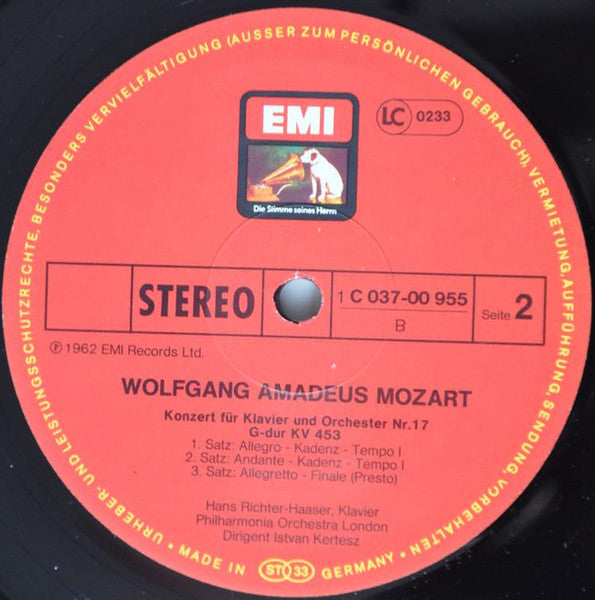 URHEBER- UND LEISTUNGSSCHUTZRECHTE, BESONDERS VERVIELFÄLTIGUNG (AUSSER ZUM PERSÖNLICHEN GEBRAUCH), VERMIETUNG, AUFFÜHRUNG, SENDUNG, VORBEHALTEN •
EMI
LC 0233
Die Stimme seines Herrn
STEREO
1 C 037-00 955
B
Seite 2
℗ 1962 EMI Records Ltd.
WOLFGANG AMADEUS MOZART
Konzert für Klavier und Orchester Nr.17
G-dur KV 453
1. Satz: Allegro - Kadenz - Tempo I
2. Satz: Andante - Kadenz - Tempo I
3. Satz: Allegretto - Finale (Presto)
Hans Richter-Haaser, Klavier
Philharmonia Orchestra London
Dirigent Istvan Kertesz
• MADE IN ST 33 GERMANY •